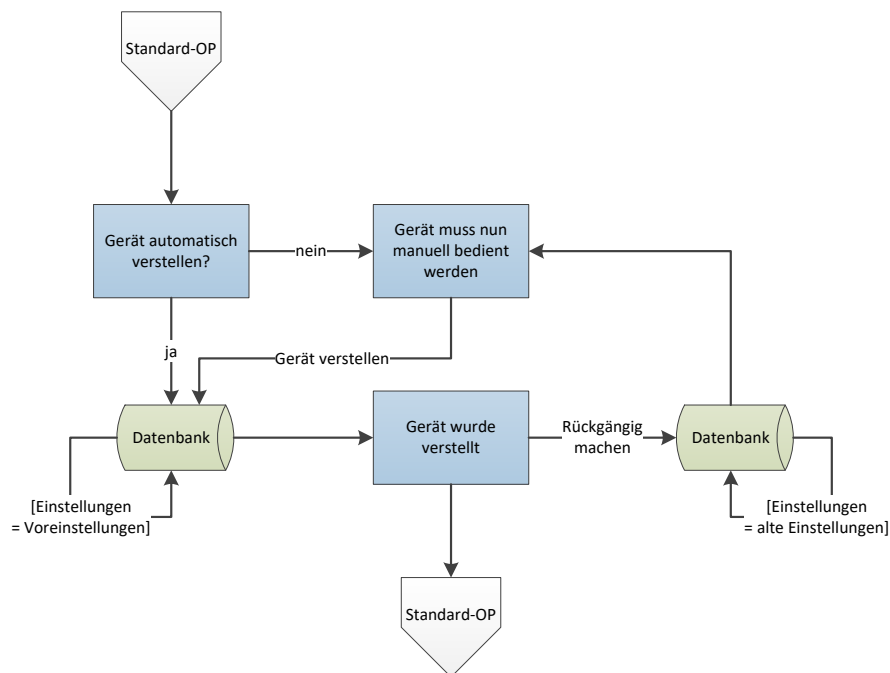 Standard-OP
Gerät automatisch
verstellen?
nein
Gerät muss nun
manuell bedient
werden
ja
Gerät verstellen
Datenbank
Gerät wurde
verstellt
Rückgängig
machen
Datenbank
[Einstellungen
= Voreinstellungen]
[Einstellungen
= alte Einstellungen]
Standard-OP